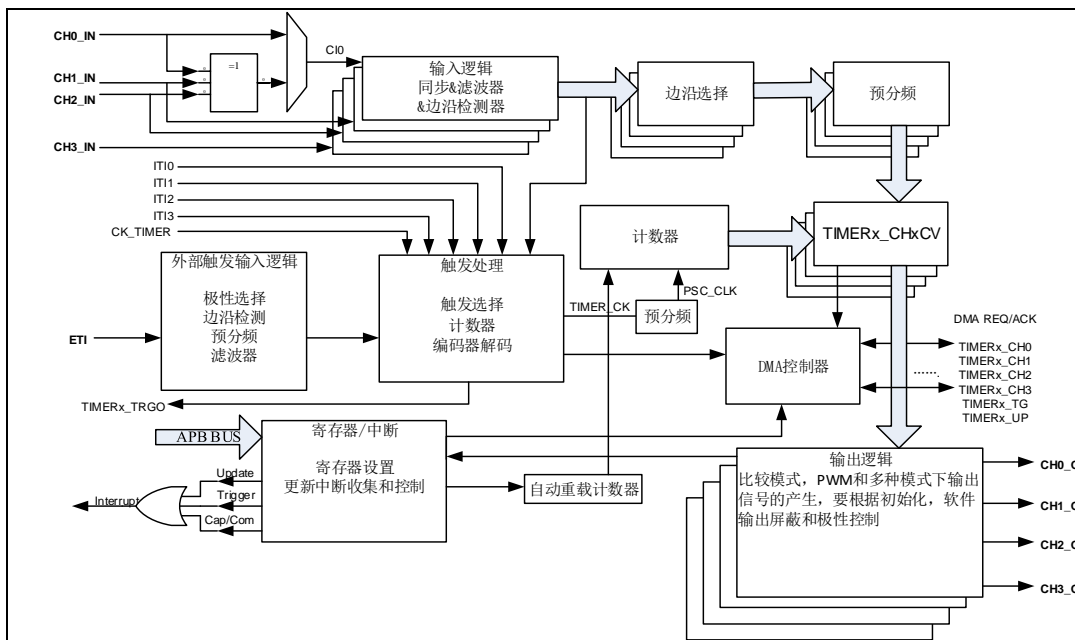 CH0_IN
CH1_IN
CH2_IN
CH3_IN
=1
CI0
输入逻辑
同步&滤波器
&边沿检测器
边沿选择
预分频
ITI0
ITI1
ITI2
ITI3
CK_TIMER
外部触发输入逻辑
极性选择
边沿检测
预分频
滤波器
ETI
触发处理
触发选择
计数器
编码器解码
TIMERx_TRGO
TIMER_CK
计数器
PSC_CLK
预分频
TIMERx_CHxCV
DMA控制器
DMA REQ/ACK
TIMERx_CH0
TIMERx_CH1
.......
TIMERx_CH2
TIMERx_CH3
TIMERx_TG
TIMERx_UP
APB BUS
寄存器/中断
寄存器设置
更新中断收集和控制
Update
Trigger
Cap/Com
Interrupt
自动重载计数器
输出逻辑
比较模式，PWM和多种模式下输出
信号的产生，要根据初始化，软件
输出屏蔽和极性控制
CH0_
CH1_
CH2_
CH3_